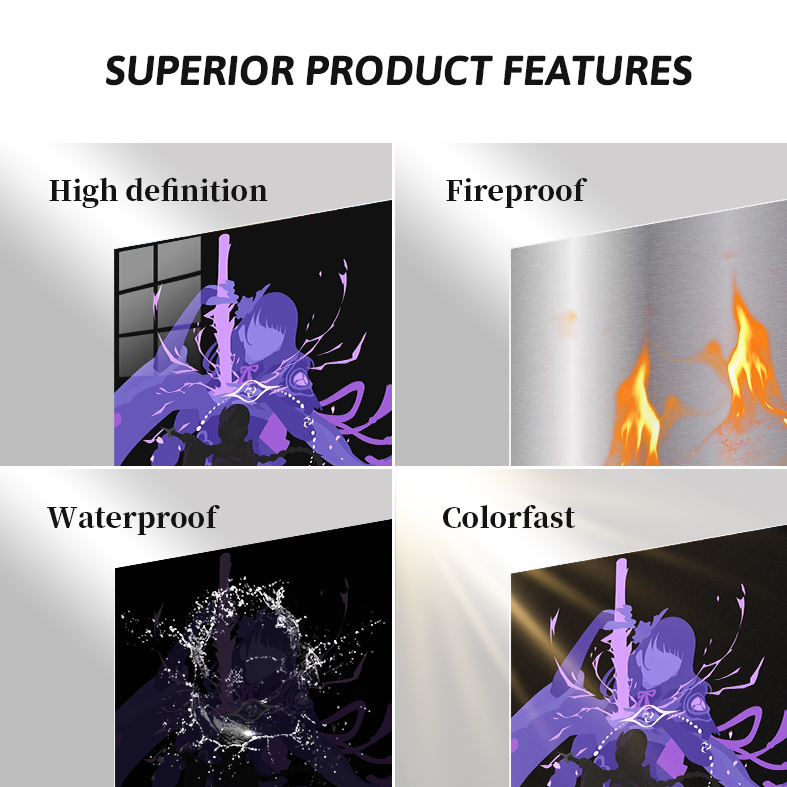 SUPERIOR PRODUCT FEATURES
High definition
Fireproof
Waterproof
Colorfast